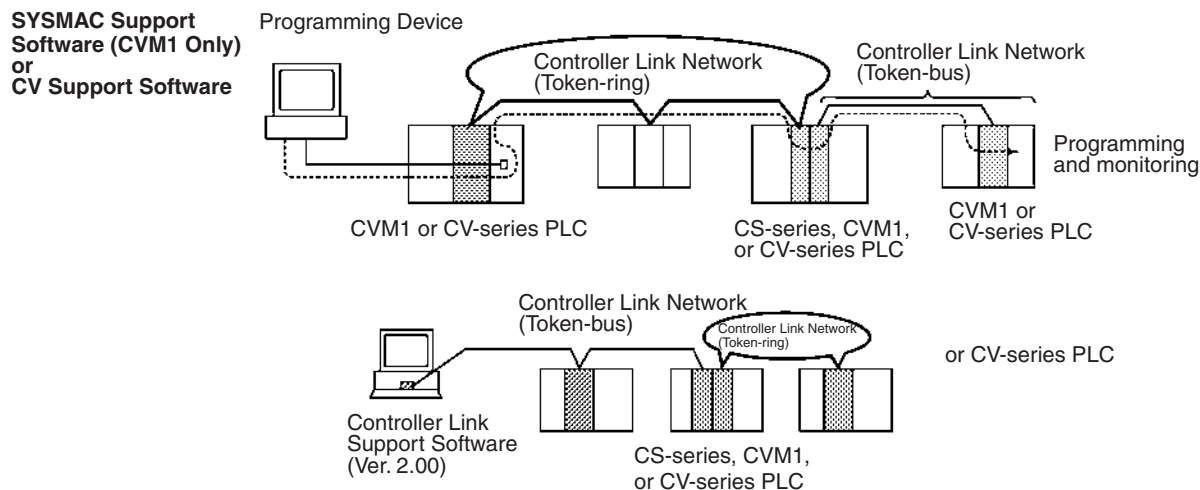 SYSMAC Support
Software (CVM1 Only)
or
CV Support Software
Programming Device
Controller Link Network
(Token-ring)
Controller Link Network
(Token-bus)
Programming
and monitoring
CVM1 or CV-series PLC
CS-series, CVM1,
or CV-series PLC
CVM1 or
CV-series PLC
Controller Link Network
(Token-bus)
Controller Link Network
(Token-ring)
or CV-series PLC
Controller Link
Support Software
(Ver. 2.00)
CS-series, CVM1,
or CV-series PLC